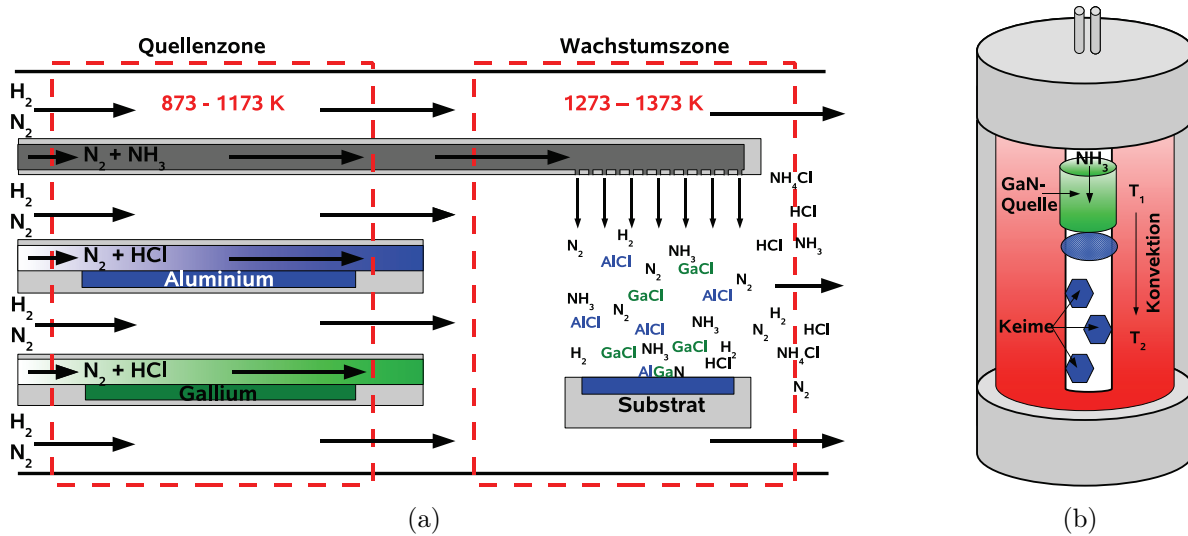 Quellenzone
Wachstumszone
H2
N2
873 - 1173 K
1273 – 1373 K
N2 + NH3
H2
N2
N2 + HCl
Aluminium
H2
N2
N2 + HCl
Gallium
H2
N2
NH4Cl
HCl
N2
H2
NH3
HCl
NH3
AlCl
N2
GaCl
N2
NH3
GaCl
AlCl
N2
H2
AlCl
AlCl
NH3
N2
HCl
H2
GaCl
NH3
GaCl
H2
HCl
NH4Cl
AlGaN
N2
Substrat
(a)
NH3
GaN-
Quelle
T1
Konvektion
Keime
T2
(b)